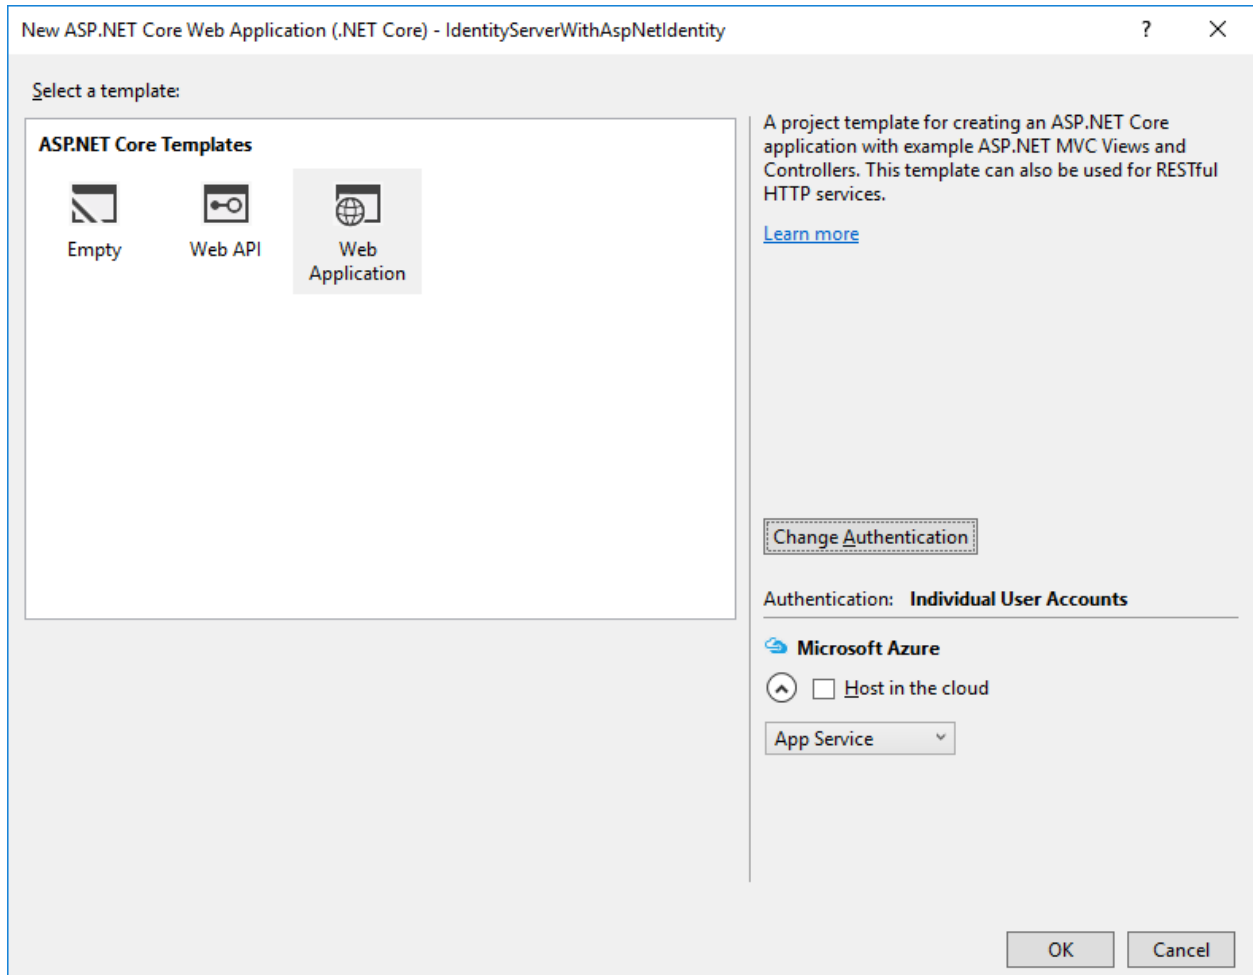 New ASP.NET Core Web Application (.NET Core) - IdentityServerWithAspNetIdentity
?
Select a template:
ASP.NET Core Templates
Empty
Web API
Web
Application
A project template for creating an ASP.NET Core
application with example ASP.NET MVC Views and
Controllers. This template can also be used for RESTful
HTTP services.
Learn more
Change Authentication
Authentication: Individual User Accounts
Microsoft Azure
Host in the cloud
App Service
OK
Cancel